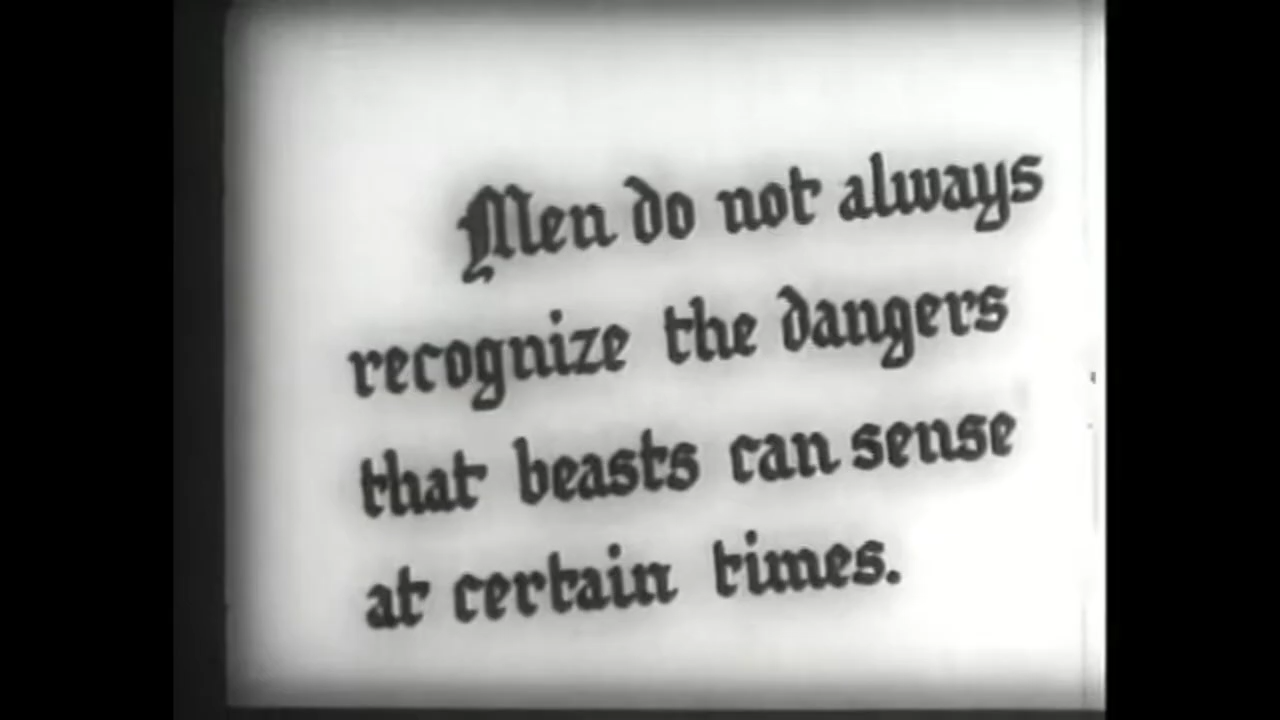 Men do not always
recognize the dangers
that beasts can sense
at certain times.